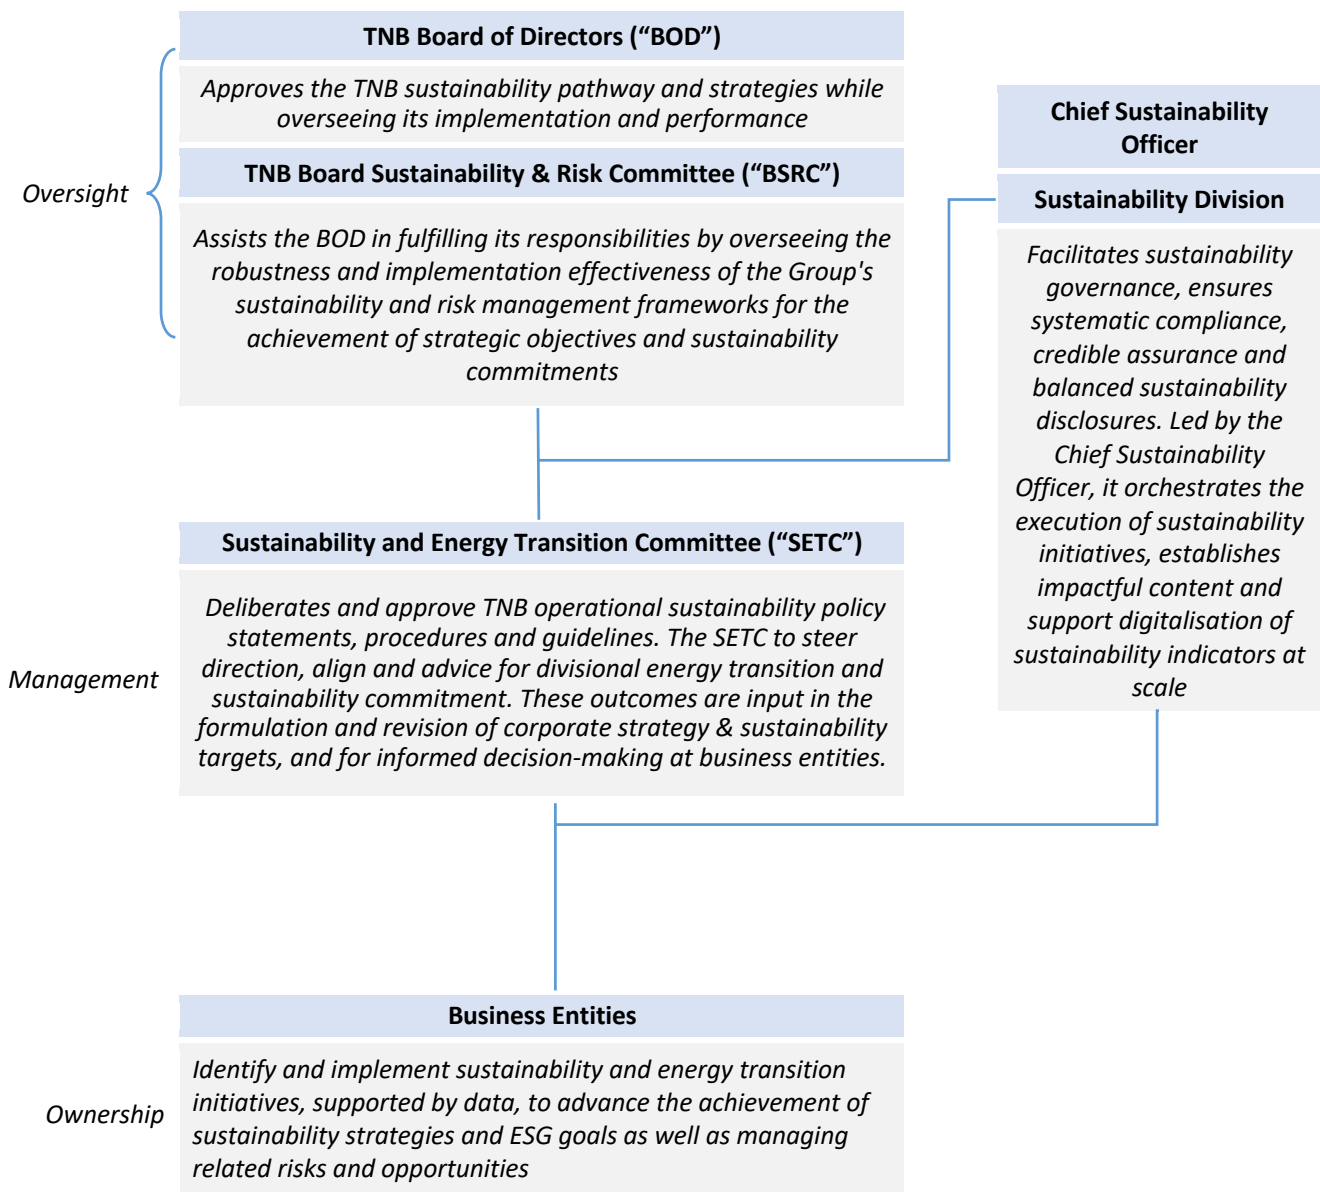 TNB Board of Directors (“BOD”)
Approves the TNB sustainability pathway and strategies while
overseeing its implementation and performance
Oversight
TNB Board Sustainability & Risk Committee (“BSRC”)
Assists the BOD in fulfilling its responsibilities by overseeing the
robustness and implementation effectiveness of the Group's
sustainability and risk management frameworks for the
achievement of strategic objectives and sustainability
commitments
Chief Sustainability
Officer
Sustainability Division
Facilitates sustainability
governance, ensures
systematic compliance,
credible assurance and
balanced sustainability
disclosures. Led by the
Chief Sustainability
Officer, it orchestrates the
execution of sustainability
initiatives, establishes
impactful content and
support digitalisation of
sustainability indicators at
scale
Sustainability and Energy Transition Committee (“SETC”)
Management
Deliberates and approve TNB operational sustainability policy
statements, procedures and guidelines. The SETC to steer
direction, align and advice for divisional energy transition and
sustainability commitment. These outcomes are input in the
formulation and revision of corporate strategy & sustainability
targets, and for informed decision-making at business entities.
Business Entities
Ownership
Identify and implement sustainability and energy transition
initiatives, supported by data, to advance the achievement of
sustainability strategies and ESG goals as well as managing
related risks and opportunities